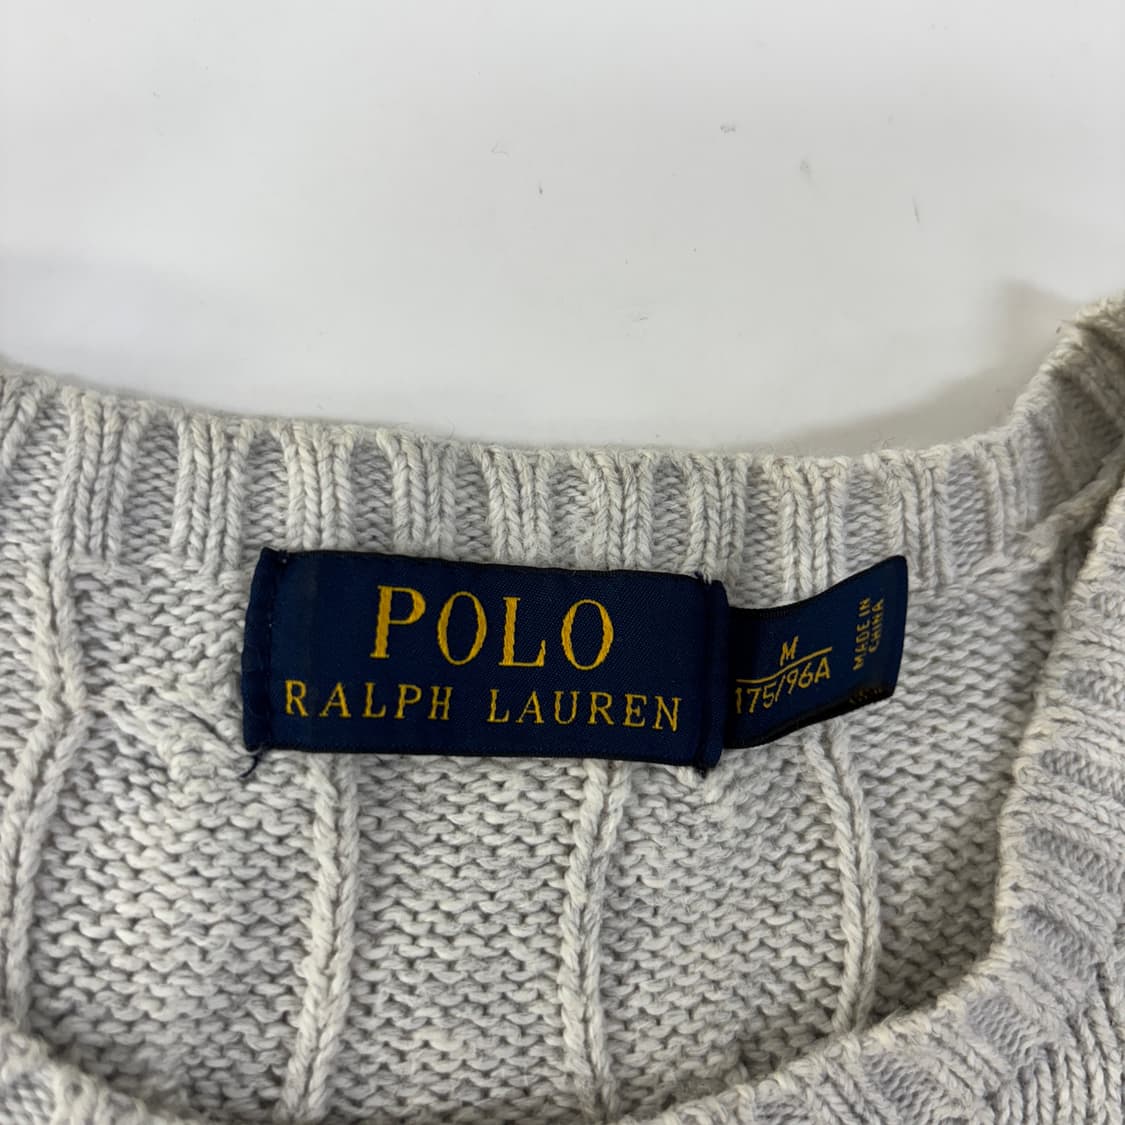 POLO
RALPH LAUREN
M
175/96A
MADE IN
CHINA